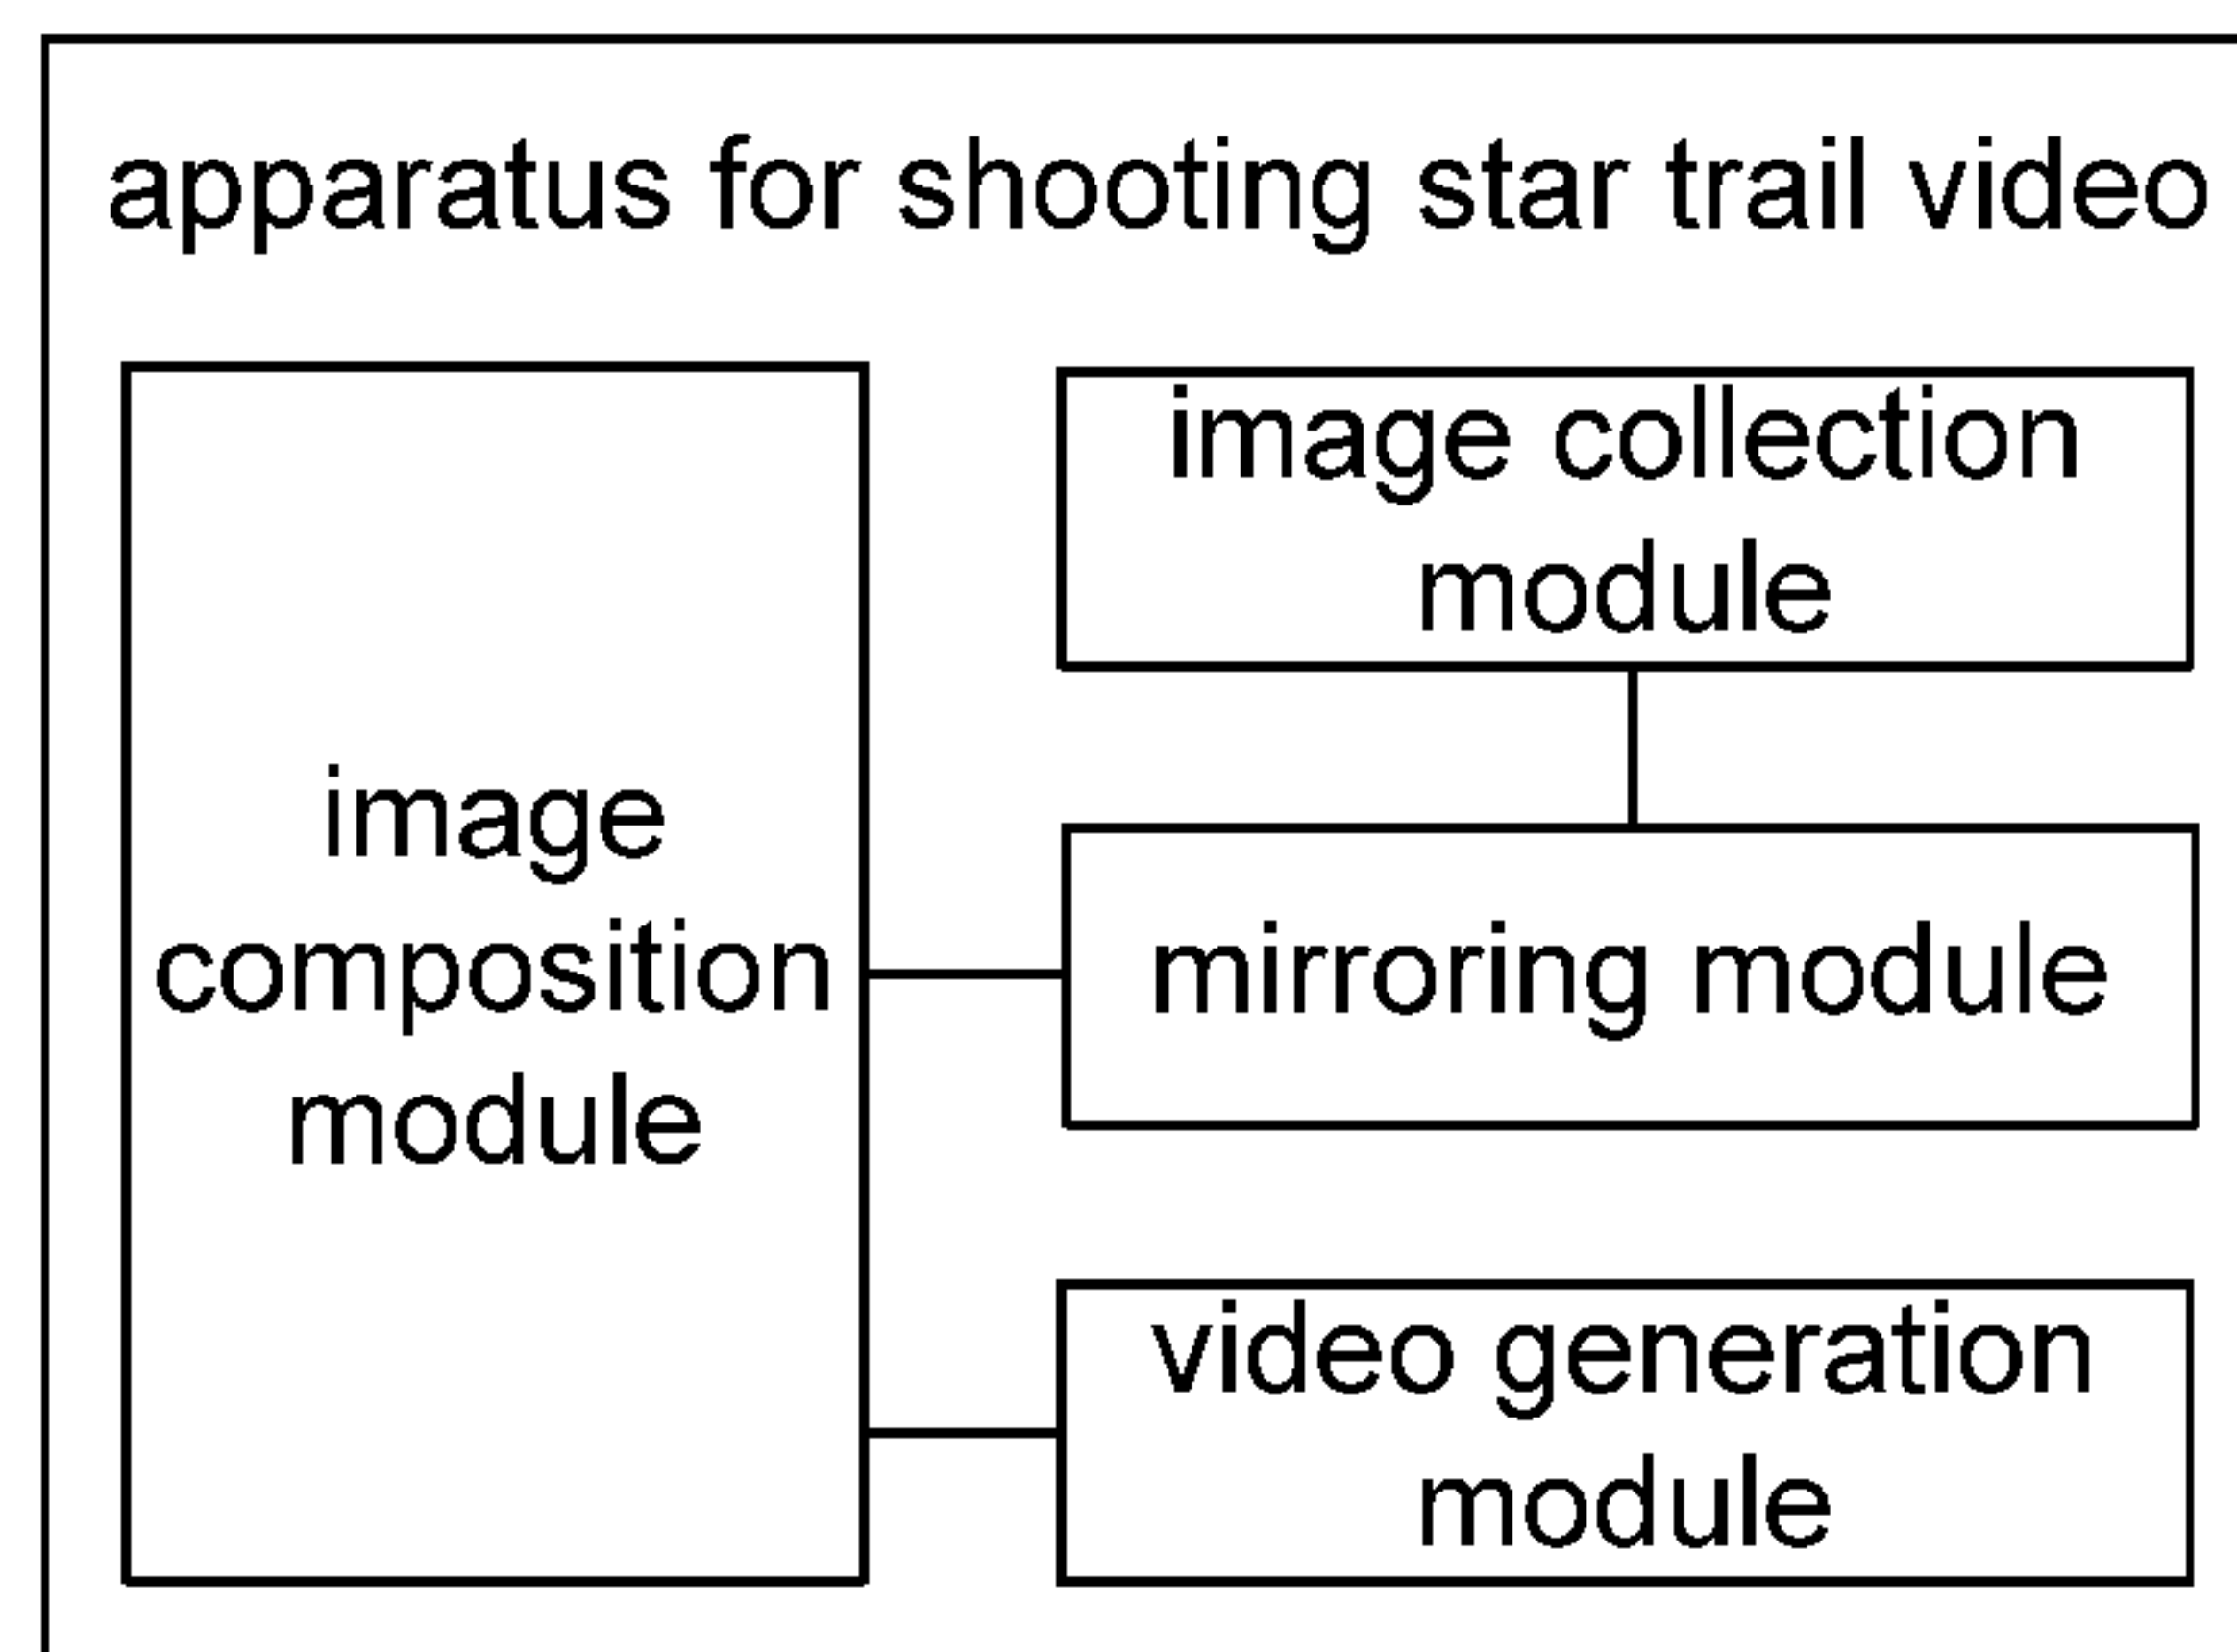 apparatus for shooting star trail video
image collection
module
image
composition
module
mirroring module
video generation
module